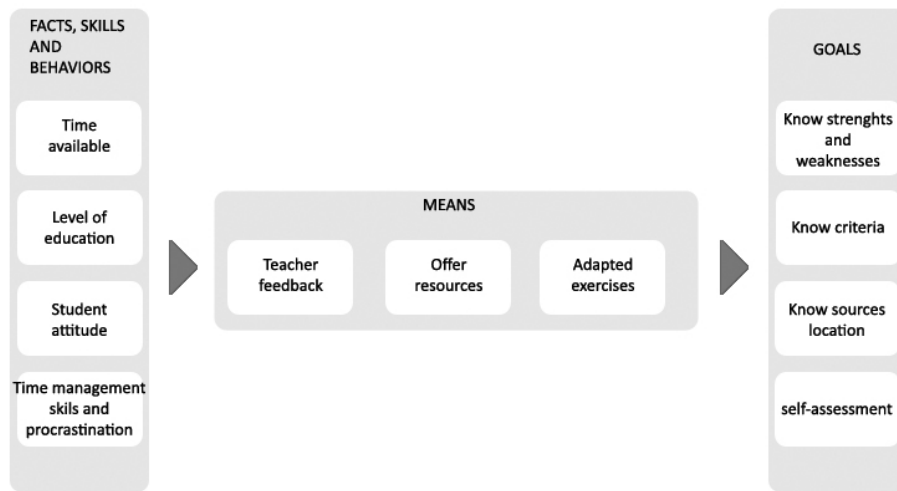 FACTS, SKILLS
AND
BEHAVIORS
Time
available
Level of
education
Student
attitude
Time management
skils and
procrastination
MEANS
Teacher
feedback
Offer
resources
Adapted
exercises
GOALS
Know strenghts
and
weaknesses
Know criteria
Know sources
location
self-assessment